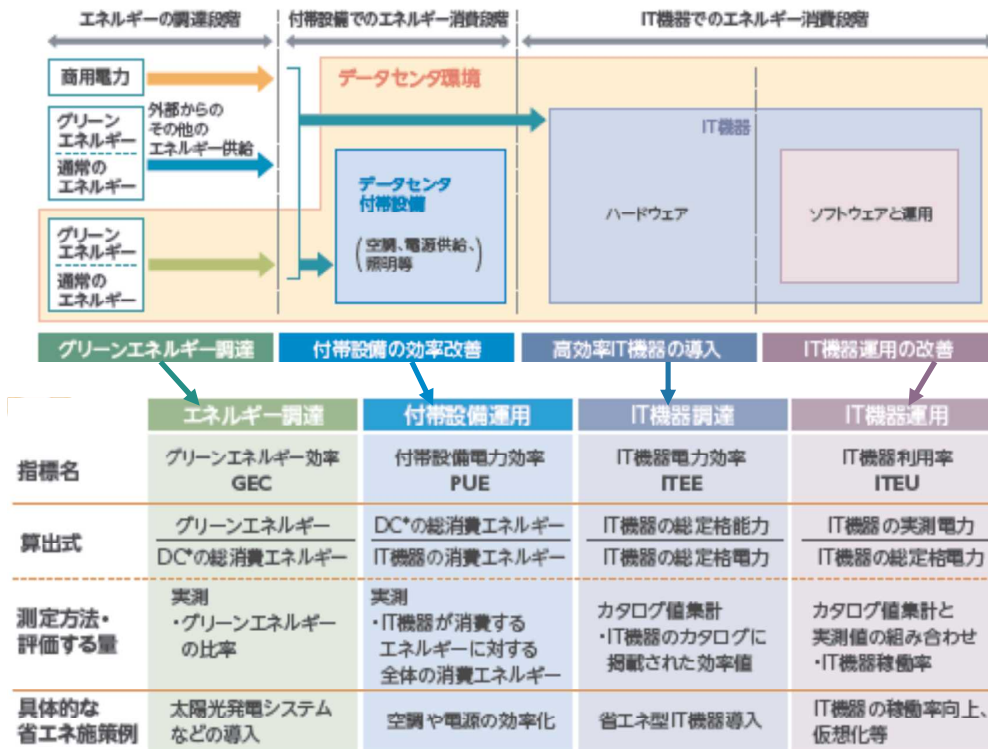 エネルギーの調達段階
付帯設備でのエネルギー消費段階
IT機器でのエネルギー消費段階
商用電力
データセンタ環境
グリーン
エネルギー
通常の
エネルギー
外部からの
その他の
エネルギー供給
IT機器
データセンタ
付帯設備
(空調、電源供給、
照明等)
ハードウェア
ソフトウェアと運用
グリーン
エネルギー
通常の
エネルギー
グリーンエネルギー調達
付帯設備の効率改善
高効率IT機器の導入
IT機器運用の改善
エネルギー調達
付帯設備運用
IT機器調達
IT機器運用
指標名
グリーンエネルギー効率
GEC
付帯設備電力効率
PUE
IT機器電力効率
ITEE
IT機器利用率
ITEU
算出式
グリーンエネルギー
DC*の総消費エネルギー
DC*の総消費エネルギー
IT機器の消費エネルギー
IT機器の総定格能力
IT機器の総定格電力
IT機器の実測電力
IT機器の総定格電力
測定方法・
評価する量
実測
・グリーンエネルギー
の比率
実測
・IT機器が消費する
エネルギーに対する
全体の消費エネルギー
カタログ値集計
・IT機器のカタログに
掲載された効率値
カタログ値集計と
実測値の組み合わせ
・IT機器稼働率
具体的な
省エネ施策例
太陽光発電システム
などの導入
空調や電源の効率化
省エネ型IT機器導入
IT機器の稼働率向上、
仮想化等